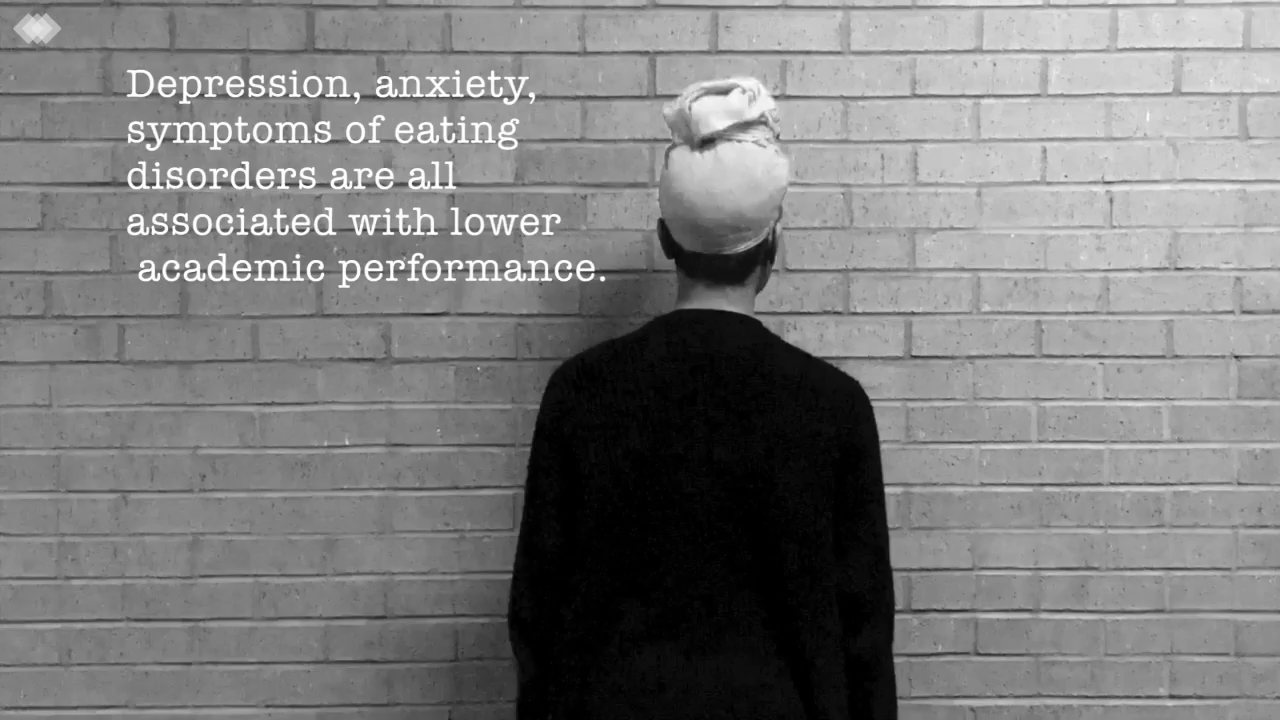 Depression, anxiety,
symptoms of eating
disorders are all
associated with lower
academic performance.